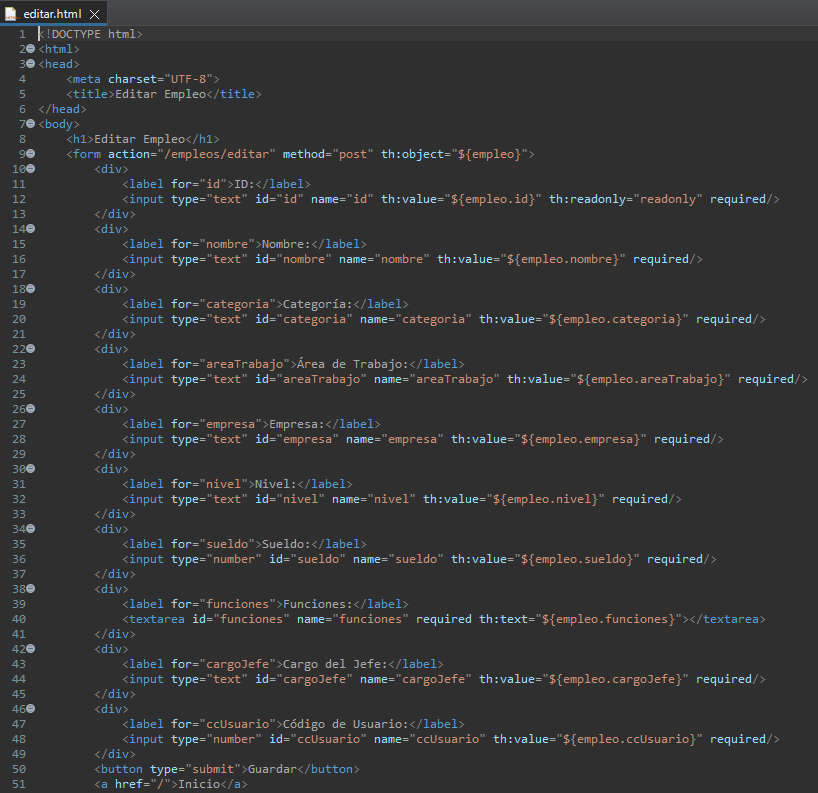 editar.html
1 <!DOCTYPE html>
2 <html>
3 <head>
4     <meta charset="UTF-8">
5     <title>Editar Empleo</title>
6 </head>
7 <body>
8     <h1>Editar Empleo</h1>
9     <form action="/empleos/editar" method="post" th:object="${empleo}">
10         <div>
11             <label for="id">ID:</label>
12             <input type="text" id="id" name="id" th:value="${empleo.id}" th:readonly="readonly" required/>
13         </div>
14         <div>
15             <label for="nombre">Nombre:</label>
16             <input type="text" id="nombre" name="nombre" th:value="${empleo.nombre}" required/>
17         </div>
18         <div>
19             <label for="categoria">Categoría:</label>
20             <input type="text" id="categoria" name="categoria" th:value="${empleo.categoria}" required/>
21         </div>
22         <div>
23             <label for="areaTrabajo">Área de Trabajo:</label>
24             <input type="text" id="areaTrabajo" name="areaTrabajo" th:value="${empleo.areaTrabajo}" required/>
25         </div>
26         <div>
27             <label for="empresa">Empresa:</label>
28             <input type="text" id="empresa" name="empresa" th:value="${empleo.empresa}" required/>
29         </div>
30         <div>
31             <label for="nivel">Nivel:</label>
32             <input type="text" id="nivel" name="nivel" th:value="${empleo.nivel}" required/>
33         </div>
34         <div>
35             <label for="sueldo">Sueldo:</label>
36             <input type="number" id="sueldo" name="sueldo" th:value="${empleo.sueldo}" required/>
37         </div>
38         <div>
39             <label for="funciones">Funciones:</label>
40             <textarea id="funciones" name="funciones" required th:text="${empleo.funciones}"></textarea>
41         </div>
42         <div>
43             <label for="cargoJefe">Cargo del Jefe:</label>
44             <input type="text" id="cargoJefe" name="cargoJefe" th:value="${empleo.cargoJefe}" required/>
45         </div>
46         <div>
47             <label for="ccUsuario">Código de Usuario:</label>
48             <input type="number" id="ccUsuario" name="ccUsuario" th:value="${empleo.ccUsuario}" required/>
49         </div>
50         <button type="submit">Guardar</button>
51         <a href="/">Inicio</a>